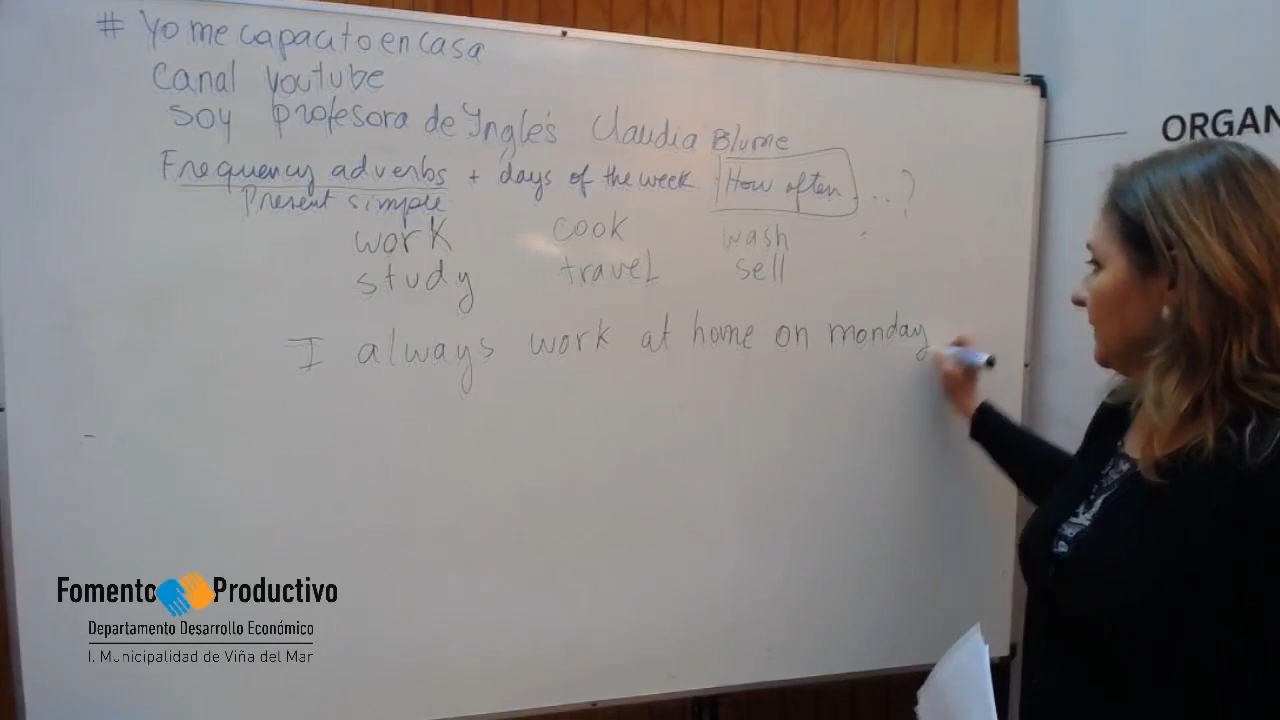 # Yo me capacito en casa
Canal youtube
Soy profesora de Inglés Claudia Blume
Frequency adverbs + days of the week How often ..?
Present simple
work cook wash
study travel sell
I always work at home on monday
ORGAN
Fomento Productivo
Departamento Desarrollo Económico
I. Municipalidad de Viña del Mar